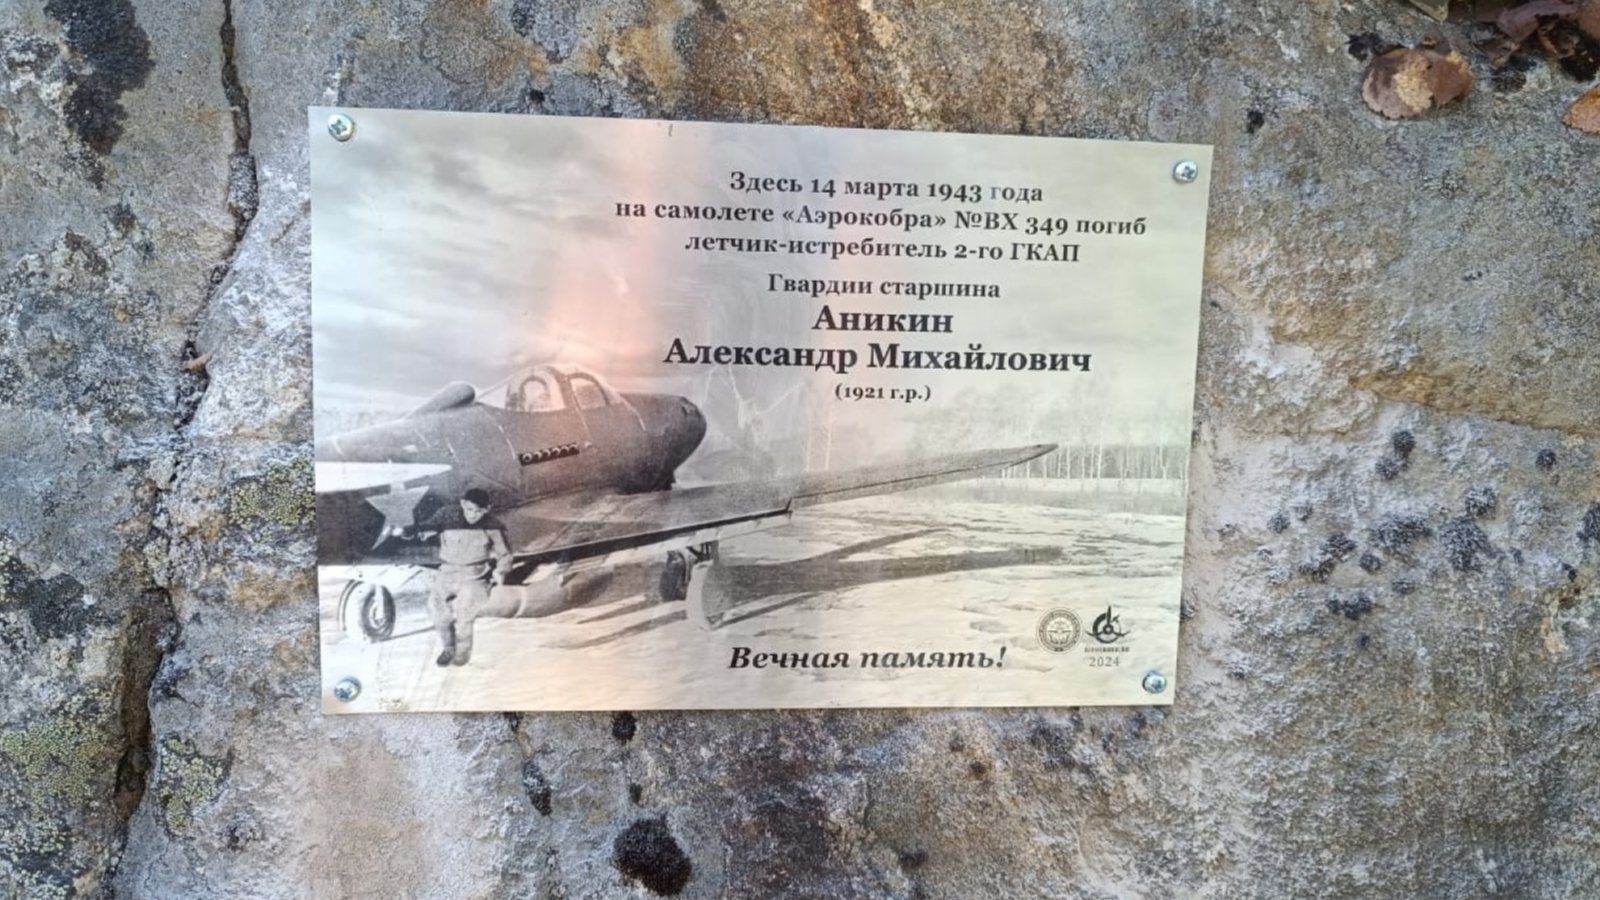 Здесь 14 марта 1943 года
на самолете «Аэрокобра» №ВХ 349 погиб
летчик-истребитель 2-го ГКАП
Гвардии старшина
Аникин
Александр Михайлович
(1921 г.р.)
Вечная память!
2024